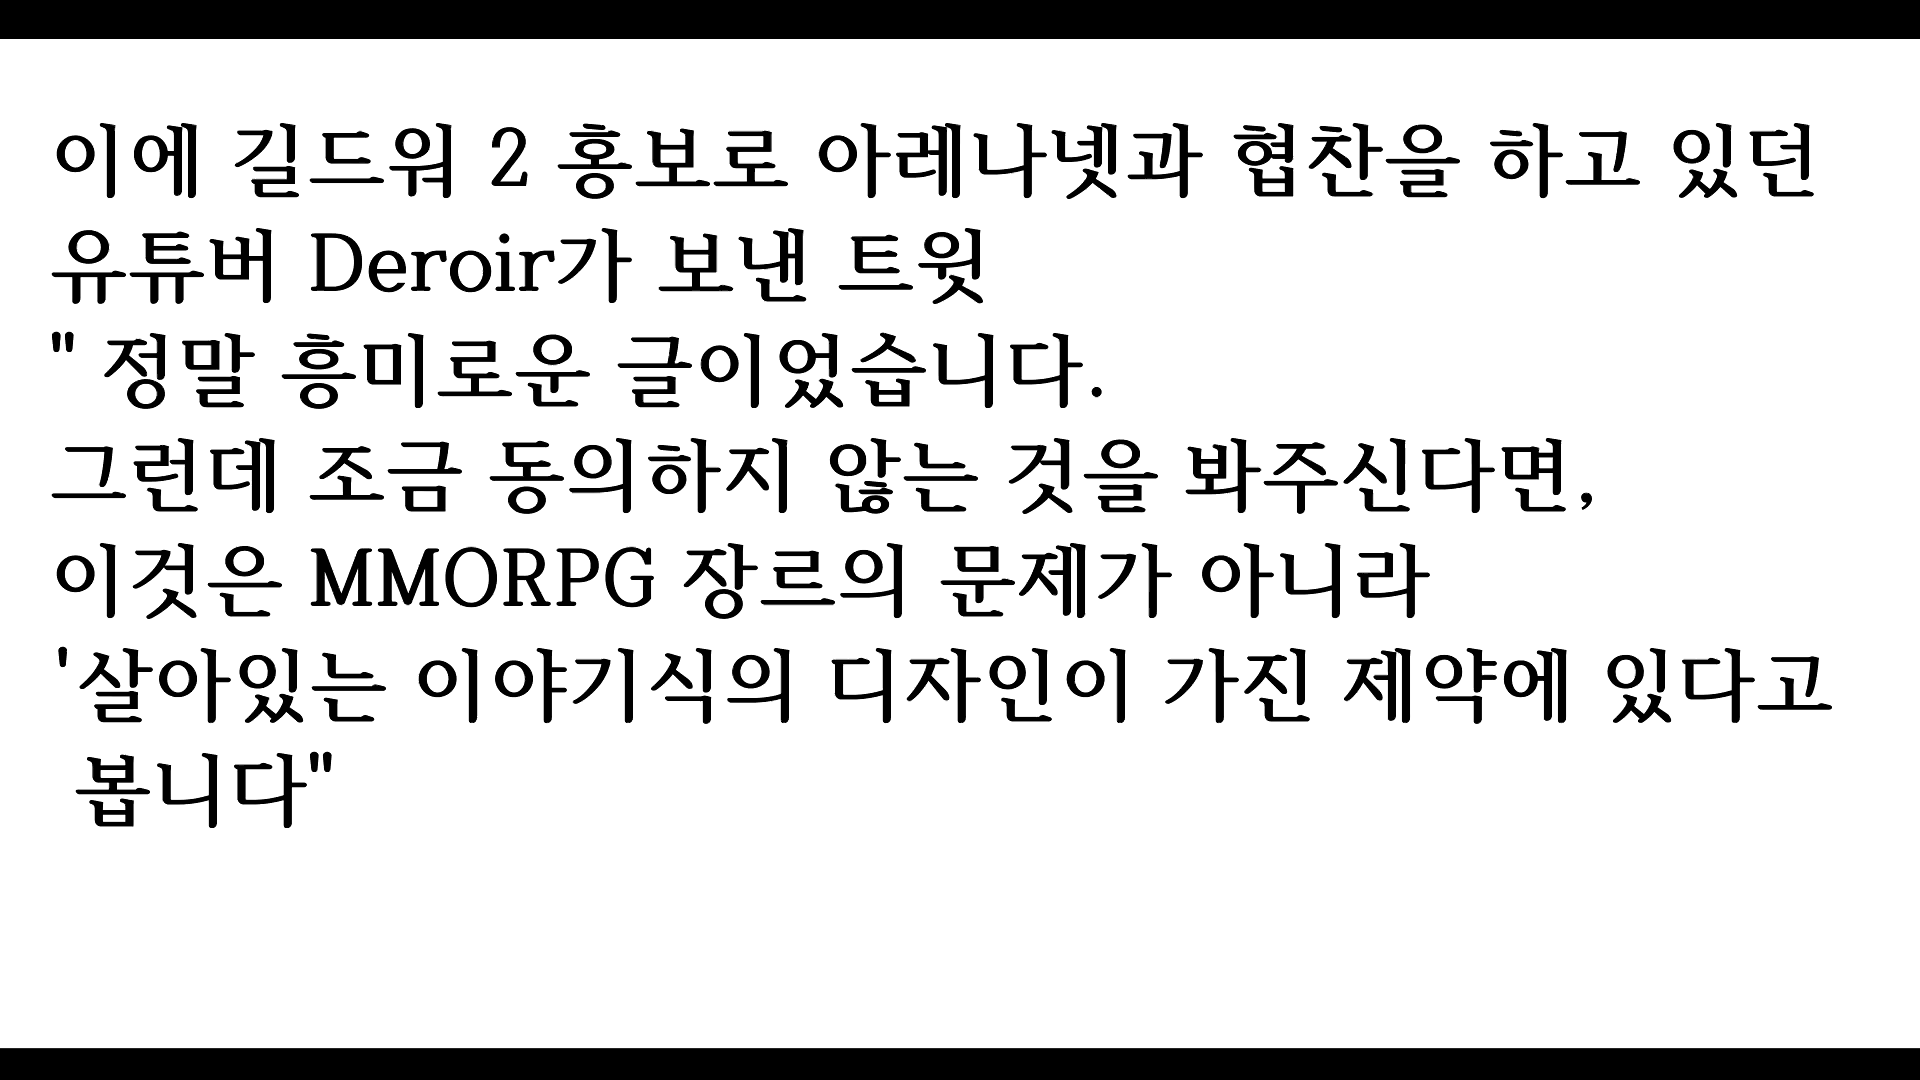 이에 길드워 2 홍보로 아레나넷과 협찬을 하고 있던
유튜버 Deroir가 보낸 트윗
" 정말 흥미로운 글이었습니다.
그런데 조금 동의하지 않는 것을 봐주신다면,
이것은 MMORPG 장르의 문제가 아니라
'살아있는 이야기식의 디자인이 가진 제약에 있다고
봅니다"